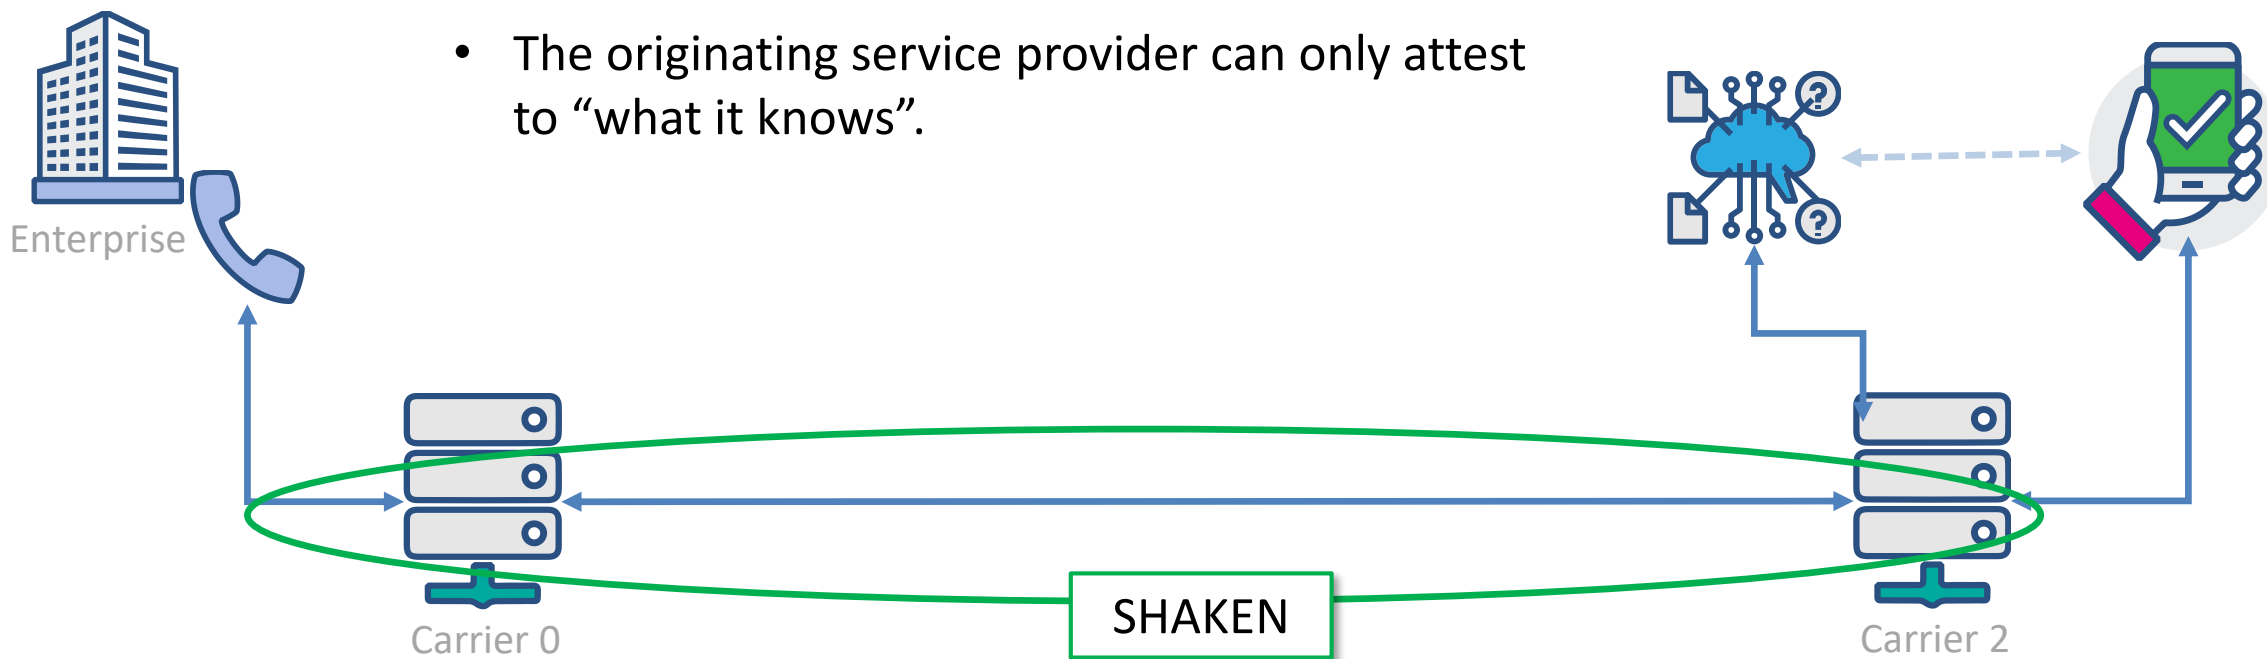 • The originating service provider can only attest
to “what it knows”.
?
Enterprise
?
SHAKEN
Carrier 0
Carrier 2